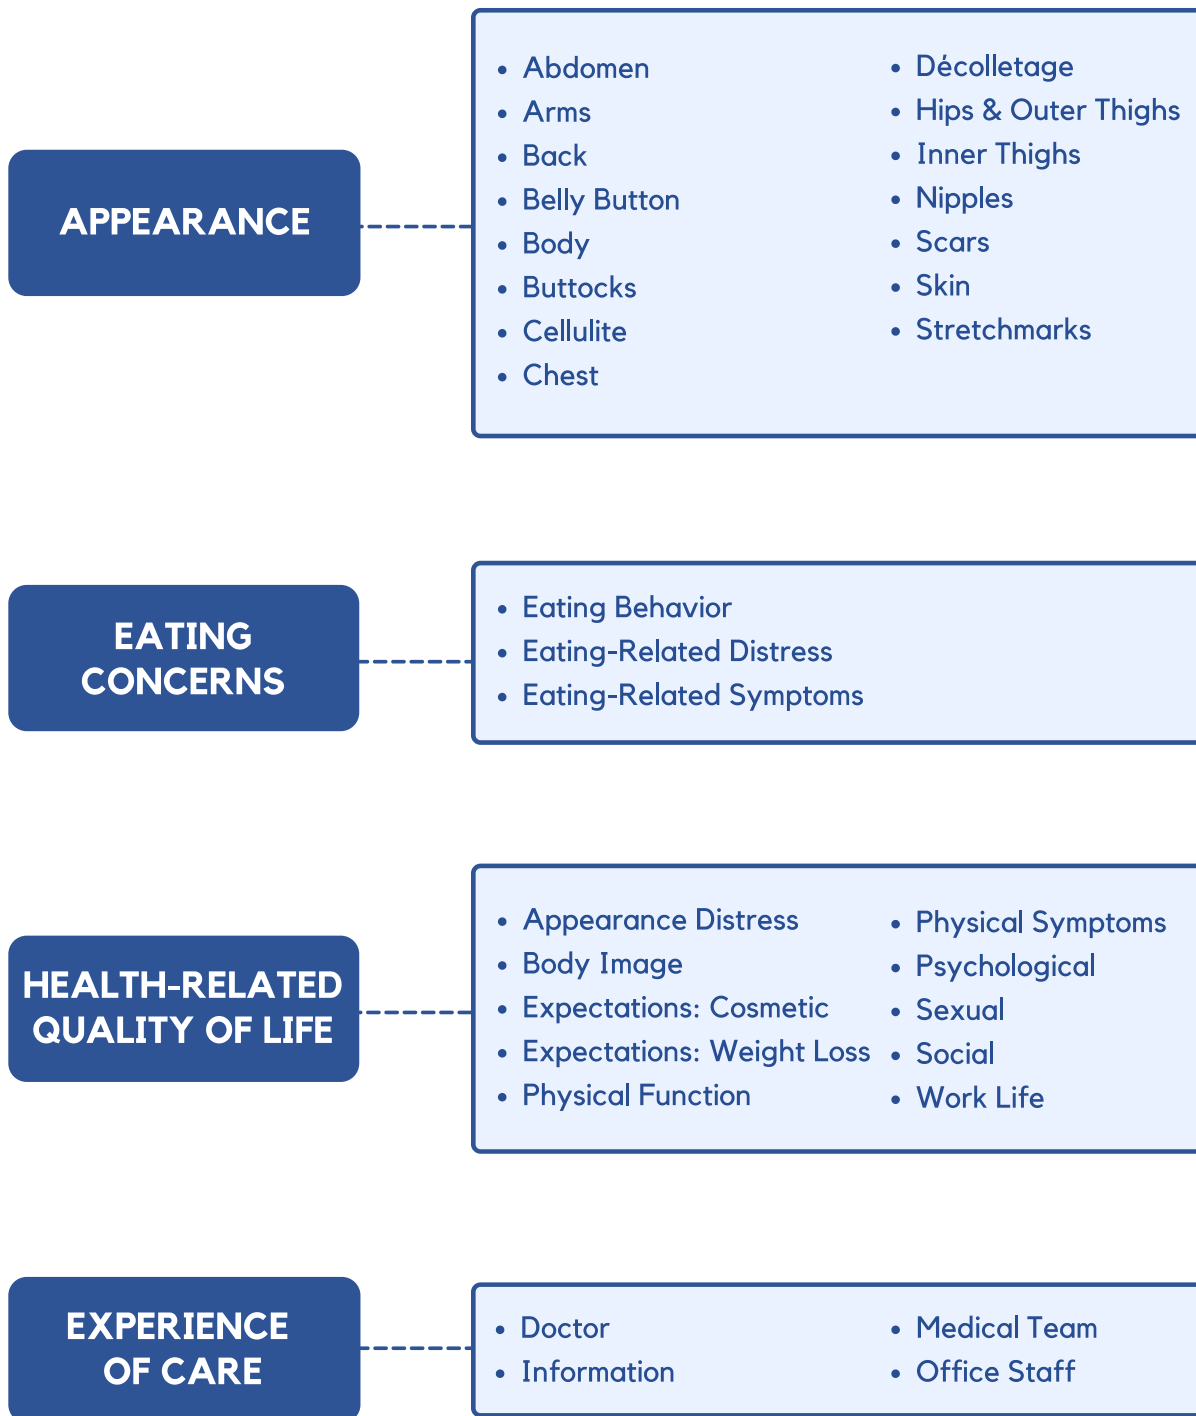 APPEARANCE
• Abdomen
• Arms
• Back
• Belly Button
• Body
• Buttocks
• Cellulite
• Chest
• Décolletage
• Hips & Outer Thighs
• Inner Thighs
• Nipples
• Scars
• Skin
• Stretchmarks
EATING
CONCERNS
• Eating Behavior
• Eating-Related Distress
• Eating-Related Symptoms
HEALTH-RELATED
QUALITY OF LIFE
• Appearance Distress
• Body Image
• Expectations: Cosmetic
• Expectations: Weight Loss
• Physical Function
• Physical Symptoms
• Psychological
• Sexual
• Social
• Work Life
EXPERIENCE
OF CARE
• Doctor
• Information
• Medical Team
• Office Staff